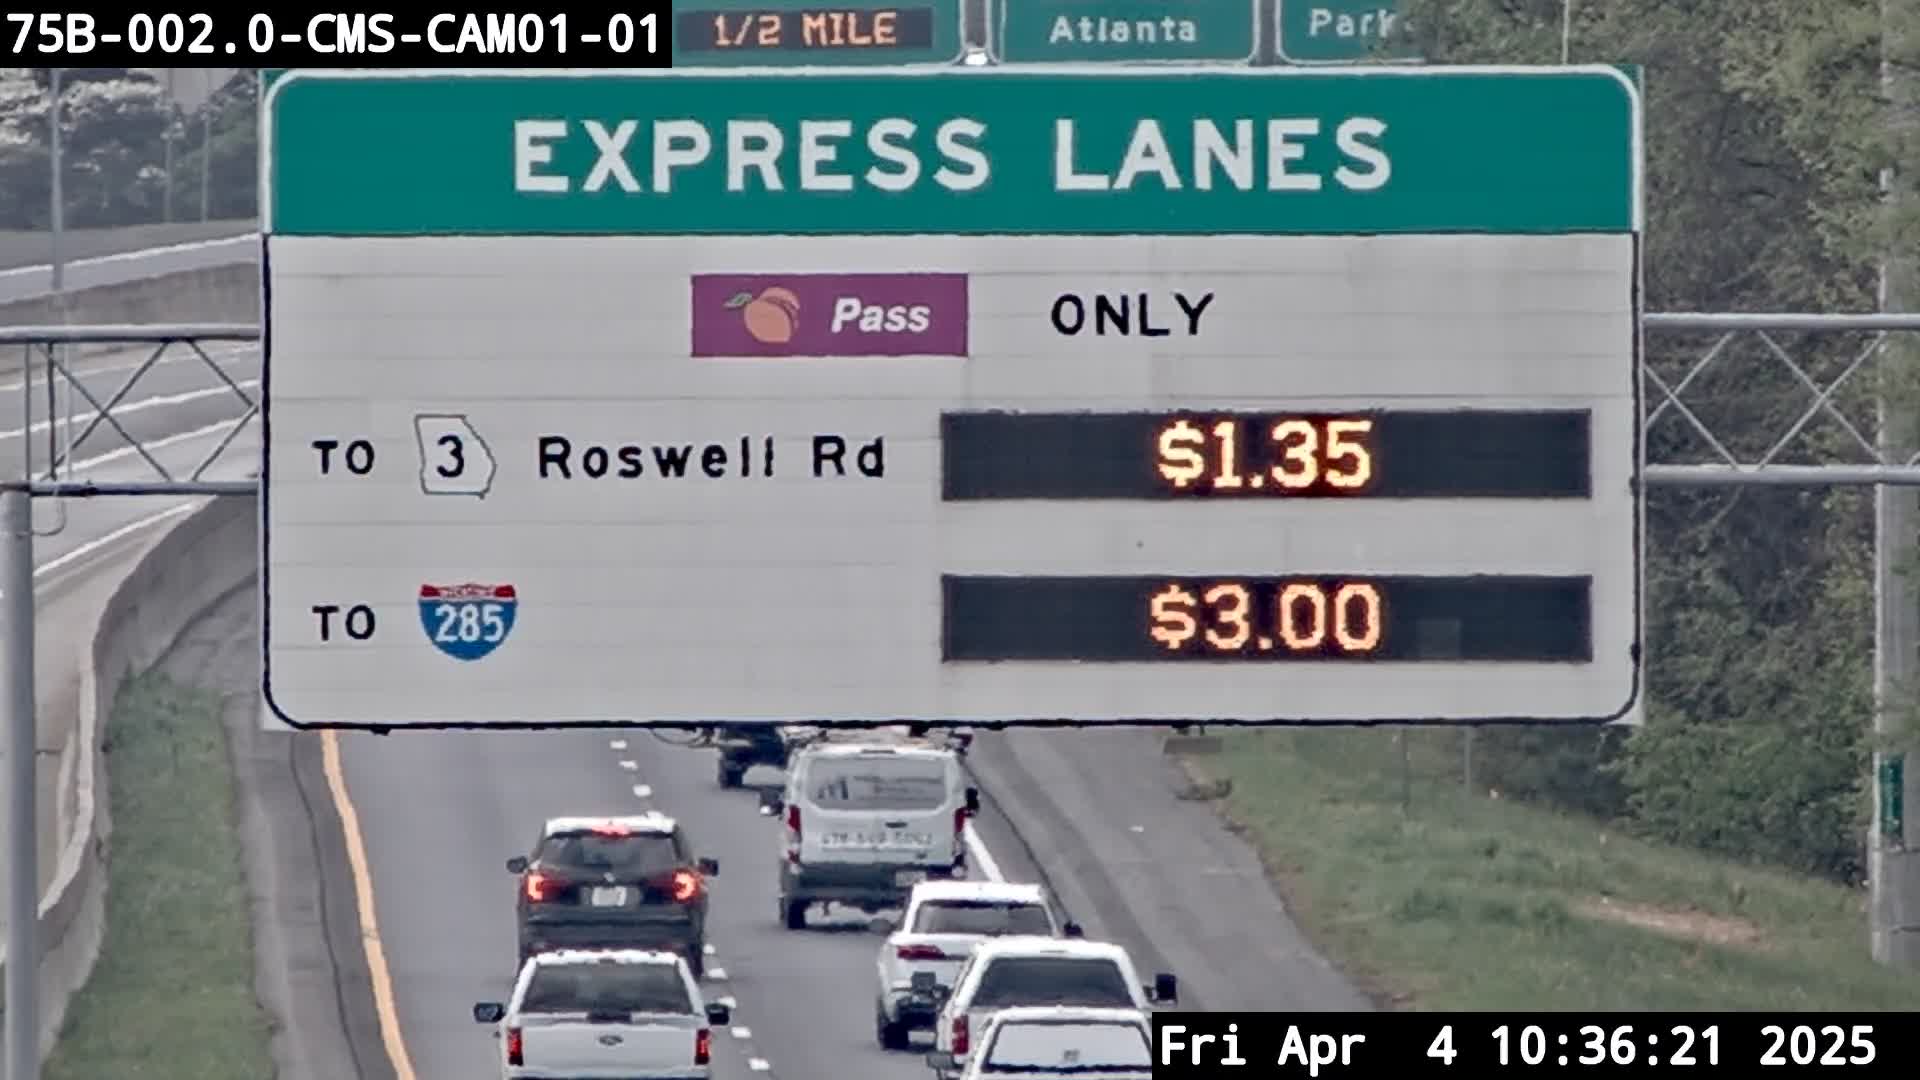 75B-002.0-CMS-CAM01-01
1/2 MILE
Atlanta
Park
EXPRESS LANES
Pass ONLY
TO 3 Roswell Rd $1.35
TO 285 $3.00
Fri Apr 4 10:36:21 2025